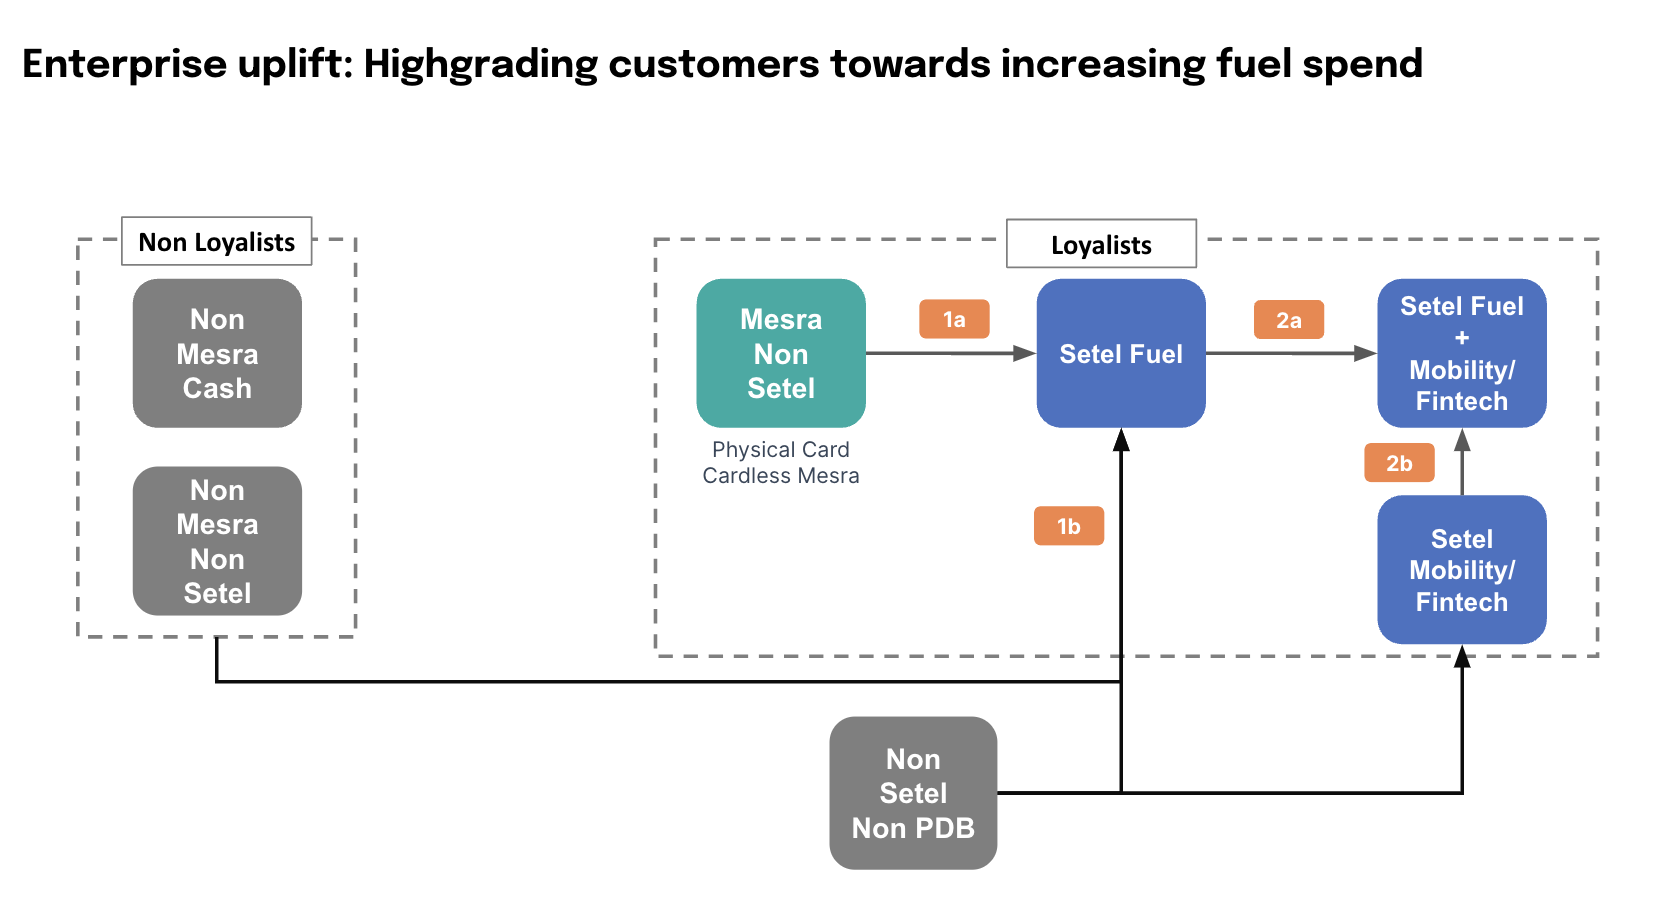 Enterprise uplift: Highgrading customers towards increasing fuel spend
Non Loyalists
Non
Mesra
Cash
Non
Mesra
Non
Setel
Loyalists
Mesra
Non
Setel
Physical Card
Cardless Mesra
1a
Setel Fuel
2a
Setel Fuel
+
Mobility/
Fintech
1b
2b
Setel
Mobility/
Fintech
Non
Setel
Non PDB